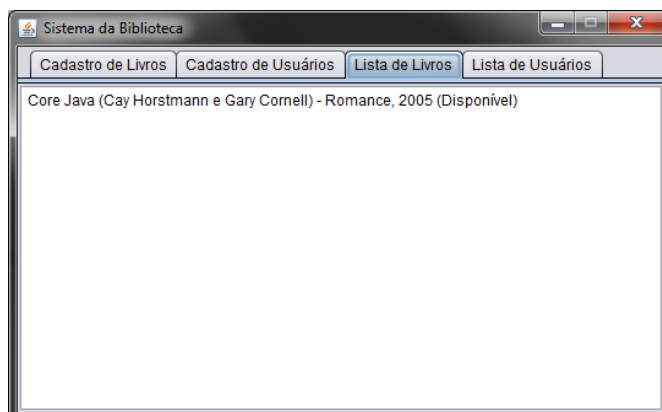 Sistema da Biblioteca
Cadastro de Livros Cadastro de Usuários Lista de Livros Lista de Usuários
Core Java (Cay Horstmann e Gary Cornell) - Romance, 2005 (Disponível)